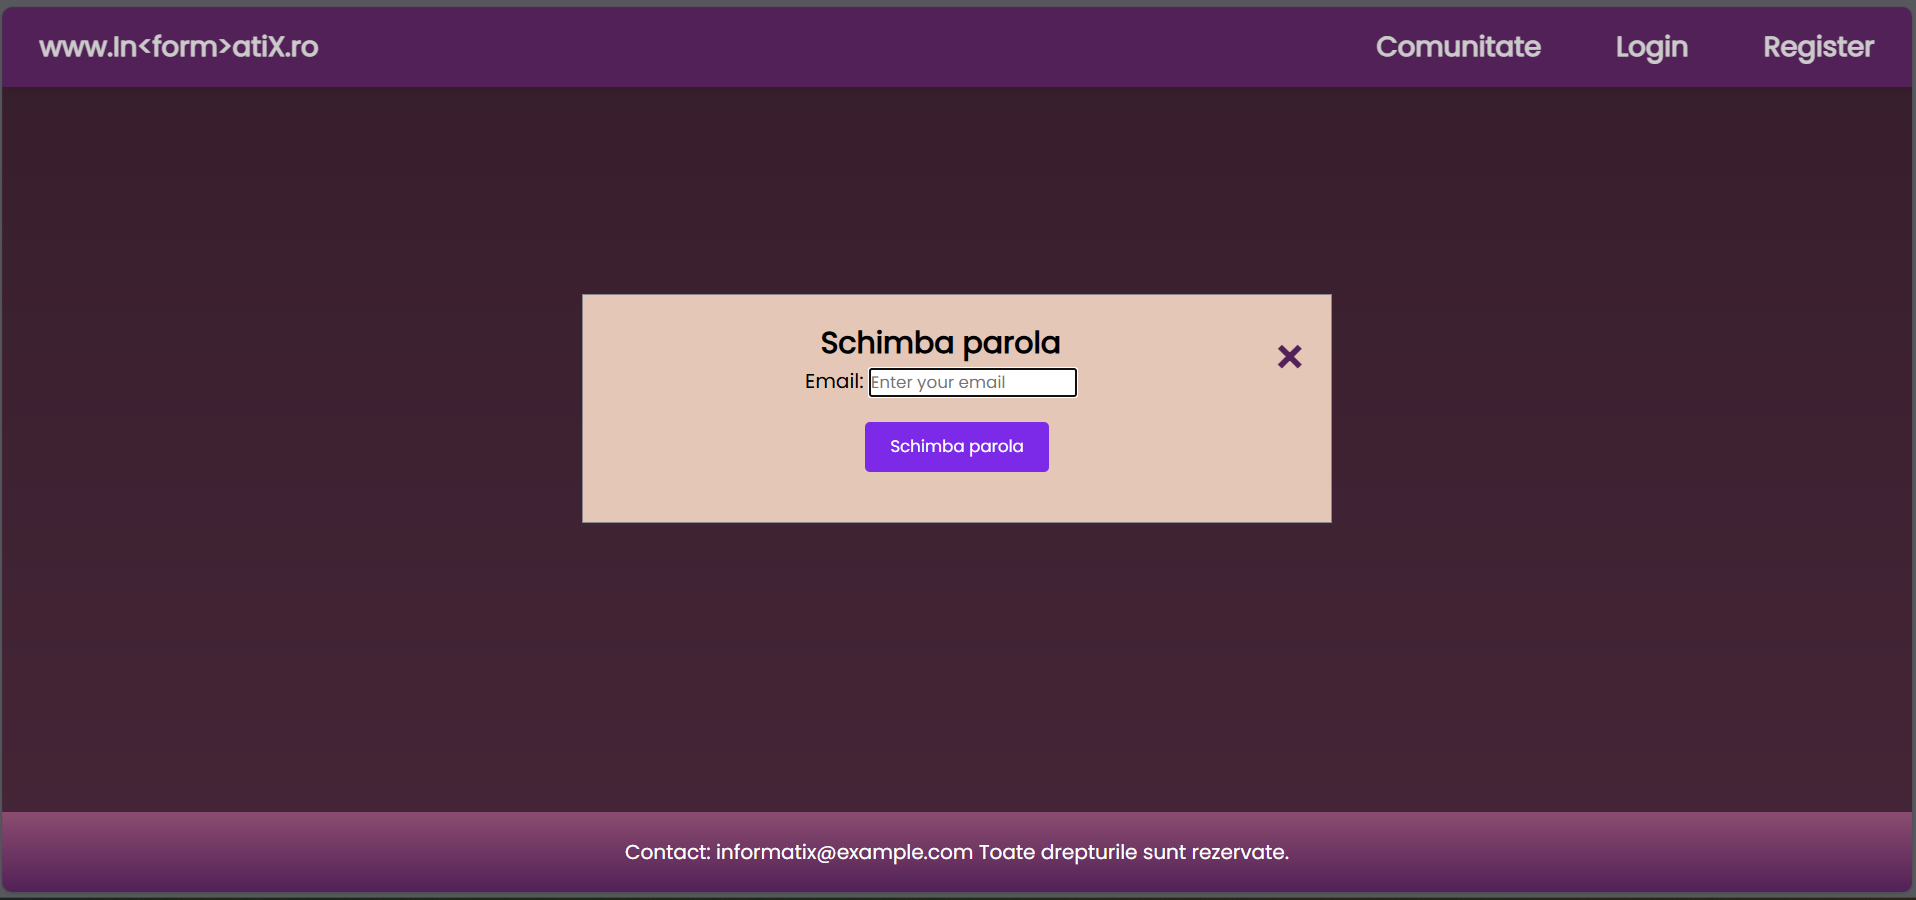 www.In<form>atiX.ro
Comunitate Login Register
Schimba parola
Email: Enter your email
Schimba parola
Contact: informatix@example.com Toate drepturile sunt rezervate.